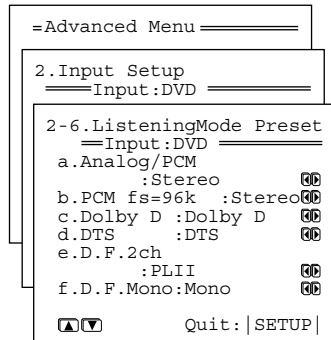 Advanced Menu
2.Input Setup
Input:DVD
2-6.ListeningMode Preset
Input:DVD
a.Analog/PCM
:Stereo
b.PCM fs=96k :Stereo
c.Dolby D :Dolby D
d.DTS :DTS
e.D.F.2ch
:PLII
f.D.F.Mono:Mono
Quit:|SETUP|